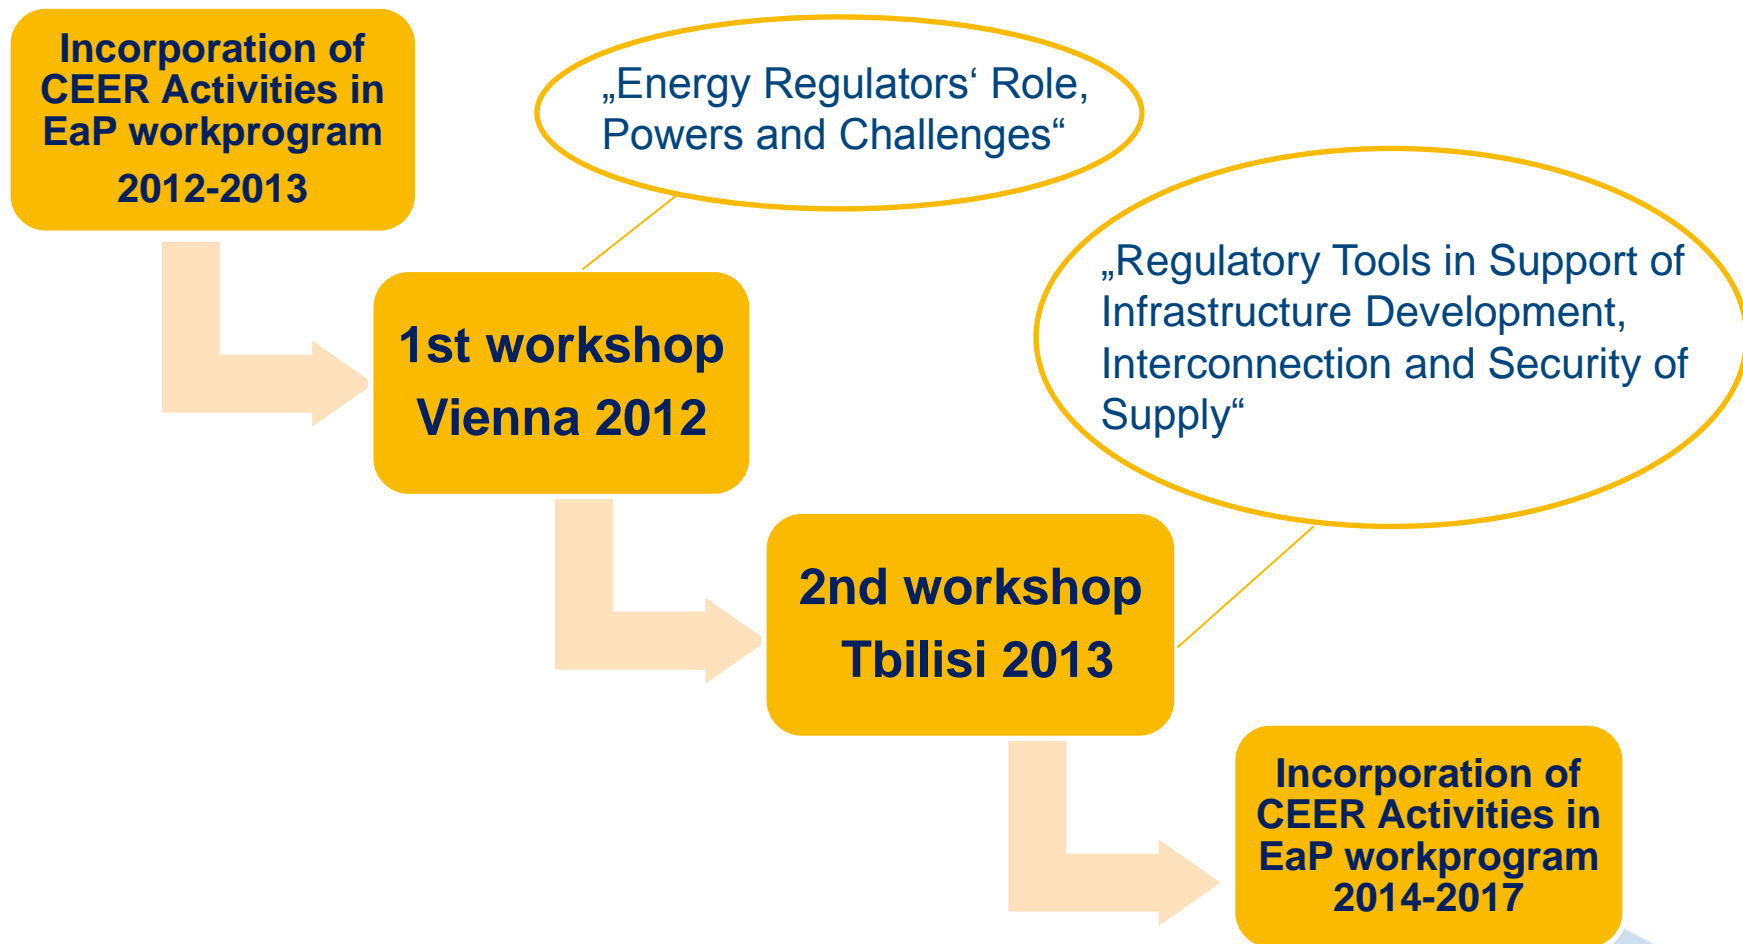 Incorporation of
CEER Activities in
EaP workprogram
2012-2013
„Energy Regulators‘ Role,
Powers and Challenges“
1st workshop
Vienna 2012
„Regulatory Tools in Support of
Infrastructure Development,
Interconnection and Security of
Supply“
2nd workshop
Tbilisi 2013
Incorporation of
CEER Activities in
EaP workprogram
2014-2017